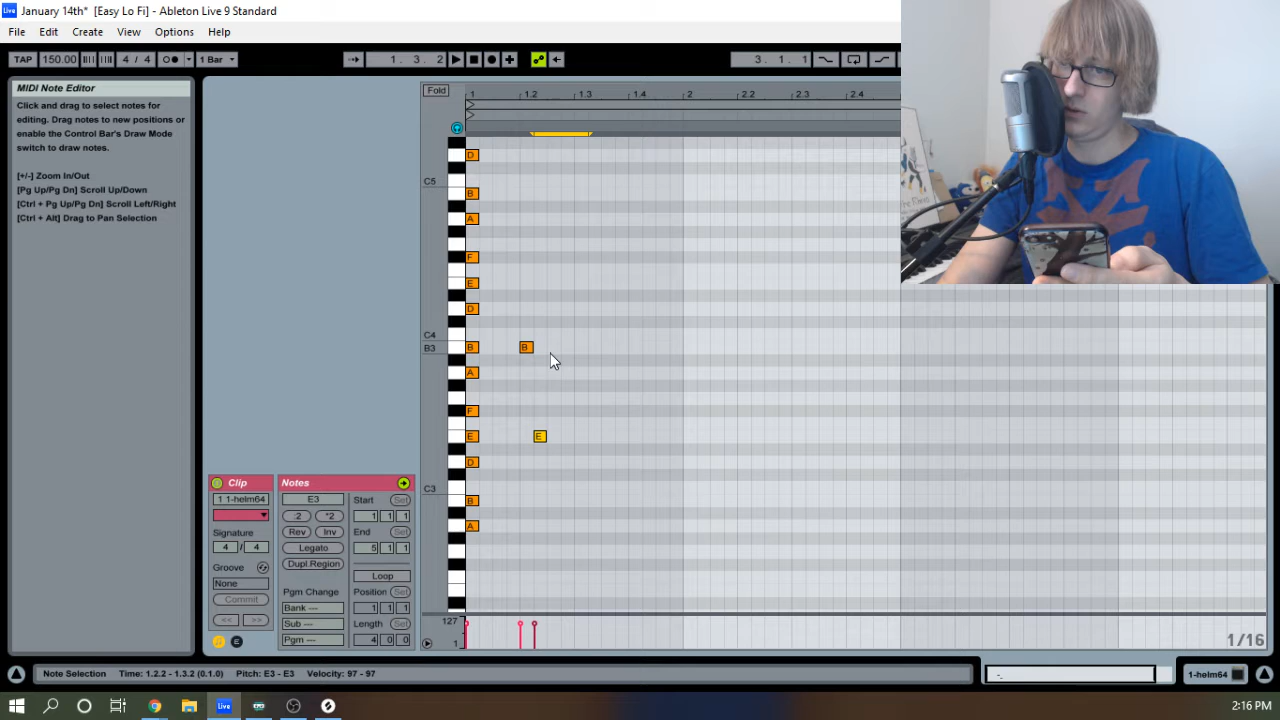 Live January 14th* [Easy Lo Fi] - Ableton Live 9 Standard
File Edit Create View Options Help
TAP 150.00 4 / 4 1 Bar 1. 3. 2 3. 1. 1
MIDI Note Editor
Click and drag to select notes for
editing. Drag notes to new positions or
enable the Control Bar's Draw Mode
switch to draw notes.
[+/-] Zoom In/Out
[Pg Up/Pg Dn] Scroll Up/Down
[Ctrl + Pg Up/Pg Dn] Scroll Left/Right
[Ctrl + Alt] Drag to Pan Selection
Fold 1 1.2 1.3 1.4 2 2.2 2.3 2.4
D
C5
B
A
F
E
D
C4
B3 B B
A
F
E E
D
C3
B
A
Clip
1 1-helm64
Signature
4 / 4
Groove
None
Commit
<< >>
Notes
E3
:2 *2
Rev Inv
Legato
Dupl.Region
Pgm Change
Bank ---
Sub ---
Pgm ---
Start Set
1 1 1
End Set
5 1 1
Loop
Position Set
1 1 1
Length Set
4 0 0
127
1
1/16
Note Selection Time: 1.2.2 - 1.3.2 (0.1.0) Pitch: E3 - E3 Velocity: 97 - 97
1-helm64
Live
2:16 PM